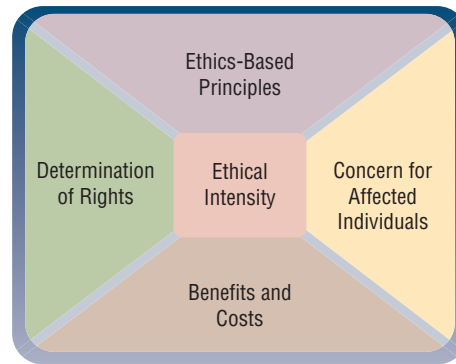 Ethics-Based
Principles
Determination
of Rights
Ethical
Intensity
Concern for
Affected
Individuals
Benefits and
Costs